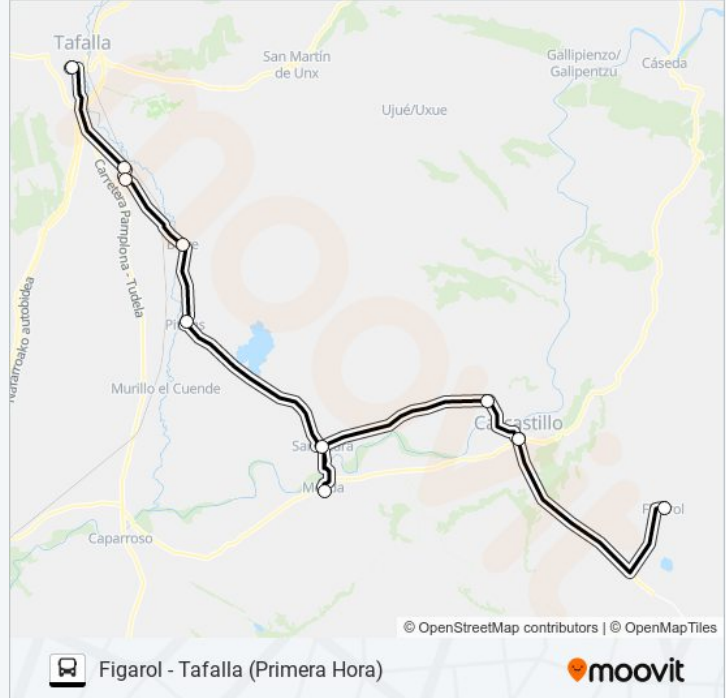 Tafalla
San Martín
de Unx
Gallipienzo/
Galipentzu
Cáseda
Ujué/Uxue
Carretera Pamplona - Tudela
Nafarroako autobidea
Murillo el Cuende
Carcastillo
Caparroso
© OpenStreetMap contributors | © OpenMapTiles
Figarol - Tafalla (Primera Hora)
moovit